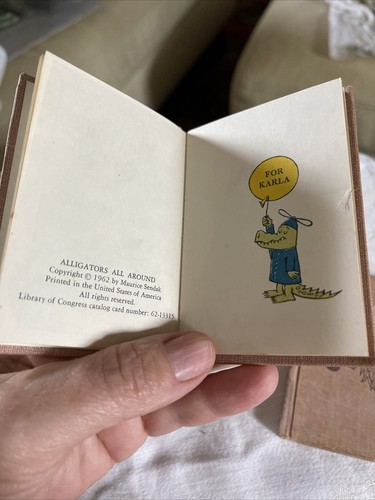 ALLIGATORS ALL AROUND
Copyright © 1962 by Maurice Sendak
Printed in the United States of America
All rights reserved.
Library of Congress catalog card number: 62-13315
FOR
KARLA